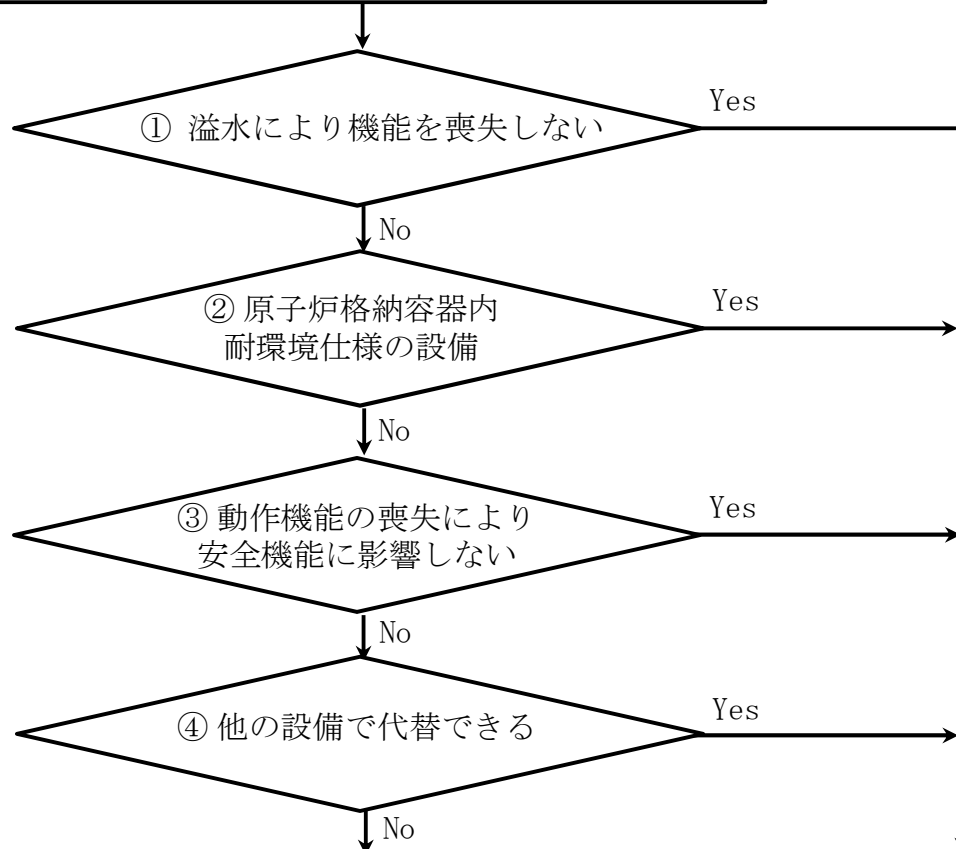 ① 溢水により機能を喪失しない
Yes
No
② 原子炉格納容器内
耐環境仕様の設備
Yes
No
③ 動作機能の喪失により
安全機能に影響しない
Yes
No
④ 他の設備で代替できる
Yes
No